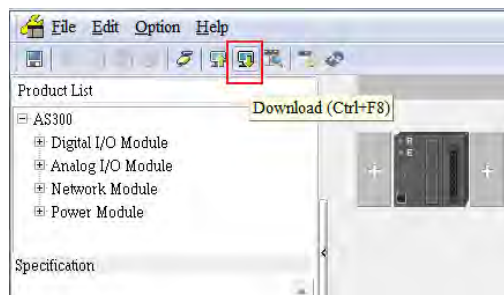 File Edit Option Help
Product List
Download (Ctrl+F8)
AS300
Digital I/O Module
Analog I/O Module
Network Module
Power Module
Specification